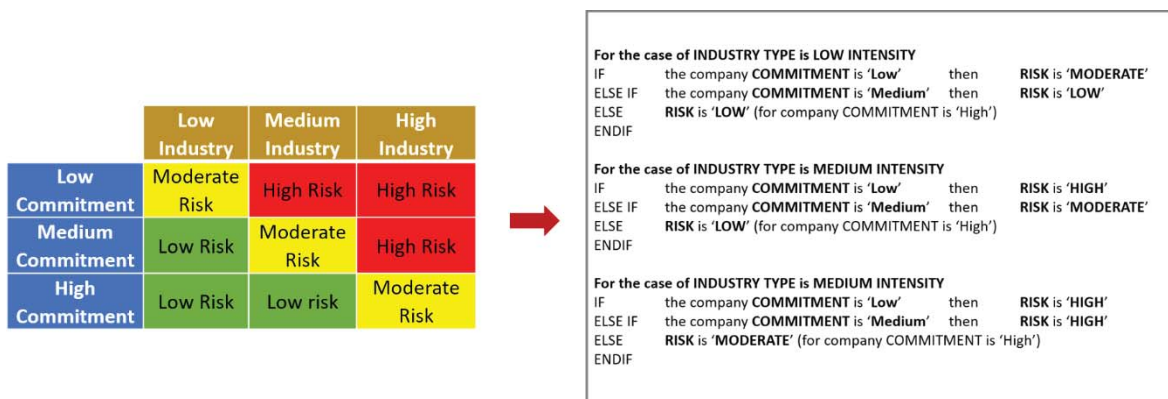 Low Medium High
Industry Industry Industry
Low
Commitment
Moderate
Risk
High Risk
High Risk
Medium
Commitment
Low Risk
Moderate
Risk
High Risk
High
Commitment
Low Risk
Low risk
Moderate
Risk
For the case of INDUSTRY TYPE is LOW INTENSITY
IF the company COMMITMENT is ‘Low’ then RISK is ‘MODERATE’
ELSE IF the company COMMITMENT is ‘Medium’ then RISK is ‘LOW’
ELSE RISK is ‘LOW’ (for company COMMITMENT is ‘High’)
ENDIF
For the case of INDUSTRY TYPE is MEDIUM INTENSITY
IF the company COMMITMENT is ‘Low’ then RISK is ‘HIGH’
ELSE IF the company COMMITMENT is ‘Medium’ then RISK is ‘MODERATE’
ELSE RISK is ‘LOW’ (for company COMMITMENT is ‘High’)
ENDIF
For the case of INDUSTRY TYPE is MEDIUM INTENSITY
IF the company COMMITMENT is ‘Low’ then RISK is ‘HIGH’
ELSE IF the company COMMITMENT is ‘Medium’ then RISK is ‘HIGH’
ELSE RISK is ‘MODERATE’ (for company COMMITMENT is ‘High’)
ENDIF